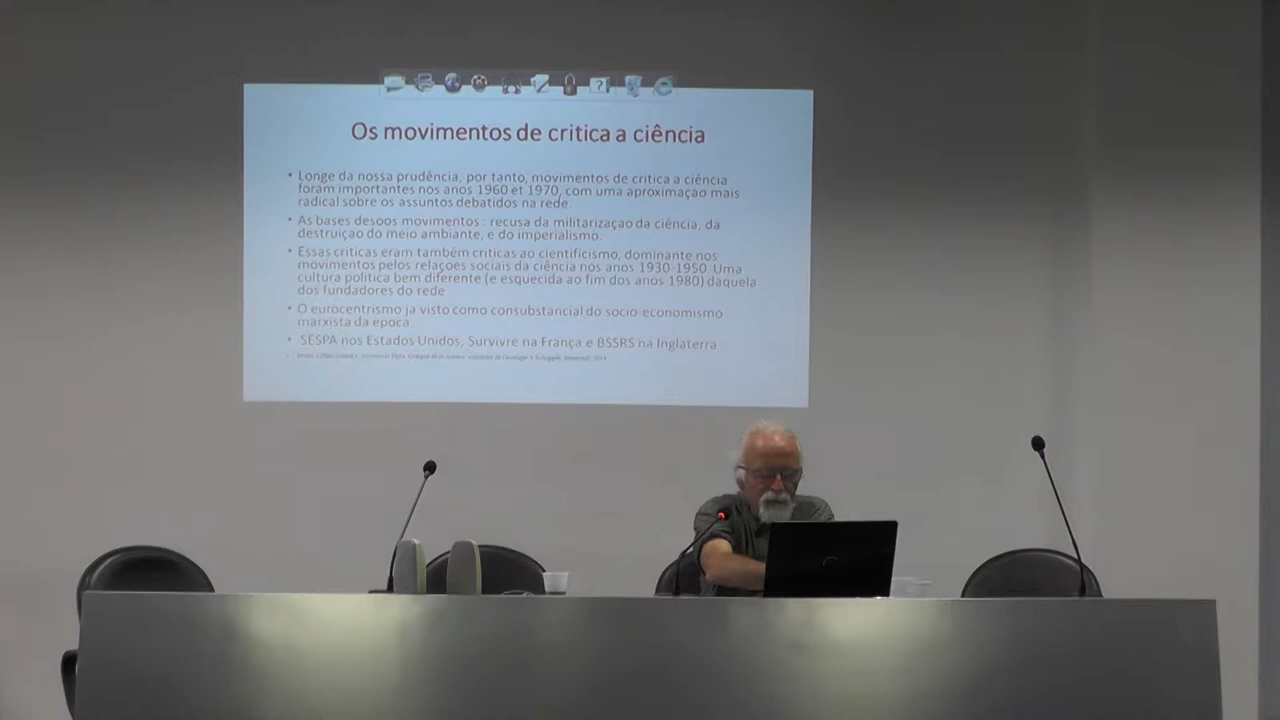 Os movimentos de critica a ciência
• Longe da nossa prudência, por tanto, movimentos de critica a ciência
foram importantes nos anos 1960 et 1970, com uma aproximação mais
radical sobre os assuntos debatidos na rede.
• As bases desoos movimentos : recusa da militarização da ciência, da
destruição do meio ambiante, e do imperialismo.
• Essas criticas eram também criticas ao cientificismo, dominante nos
movimentos pelos relações sociais da ciência nos anos 1930-1950. Uma
cultura politica bem diferente (e esquecida ao fim dos anos 1980) daquela
dos fundadores do rede
• O eurocentrismo ja visto como consubstancial do socio-economismo
marxista da epoca.
• SESPA nos Estados Unidos, Survivre na França e BSSRS na Inglaterra